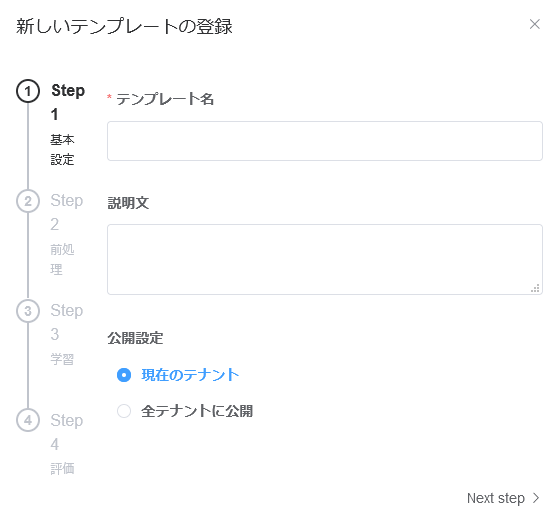 新しいテンプレートの登録
1
Step
1
基本
設定
2
Step
2
前処
理
3
Step
3
学習
4
Step
4
評価
* テンプレート名
説明文
公開設定
現在のテナント
全テナントに公開
Next step